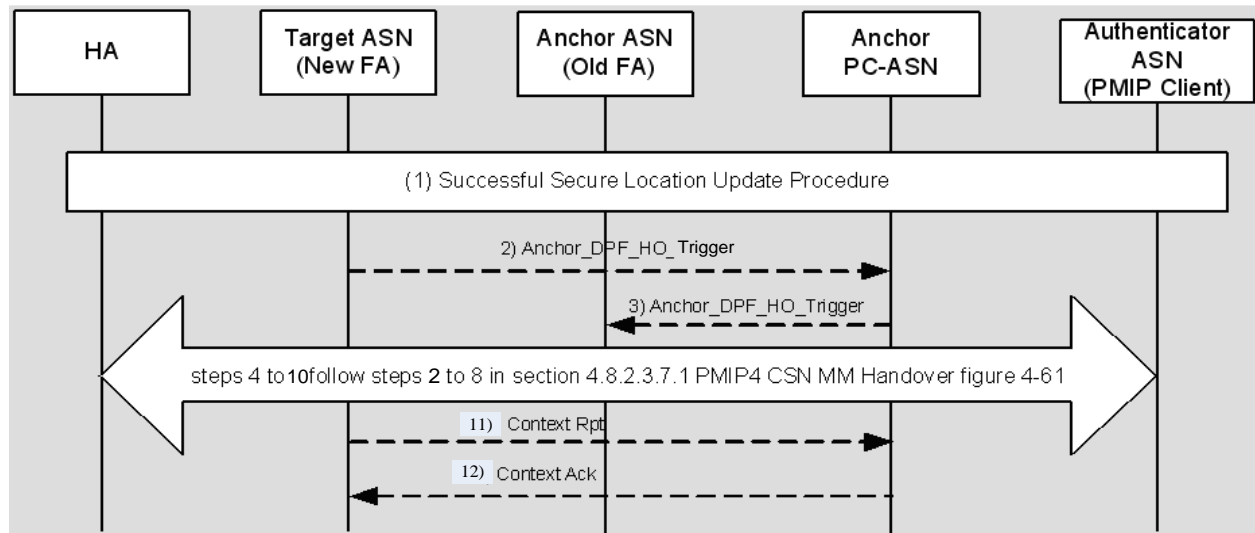 HA
Target ASN
(New FA)
Anchor ASN
(Old FA)
Anchor
PC-ASN
Authenticator
ASN
(PMIP Client)
(1) Successful Secure Location Update Procedure
2) Anchor_DPF_HO_Trigger
3) Anchor_DPF_HO_Trigger
steps 4 to10follow steps 2 to 8 in section 4.8.2.3.7.1 PMIP4 CSN MM Handover figure 4-61
11) Context Rpt
12) Context Ack